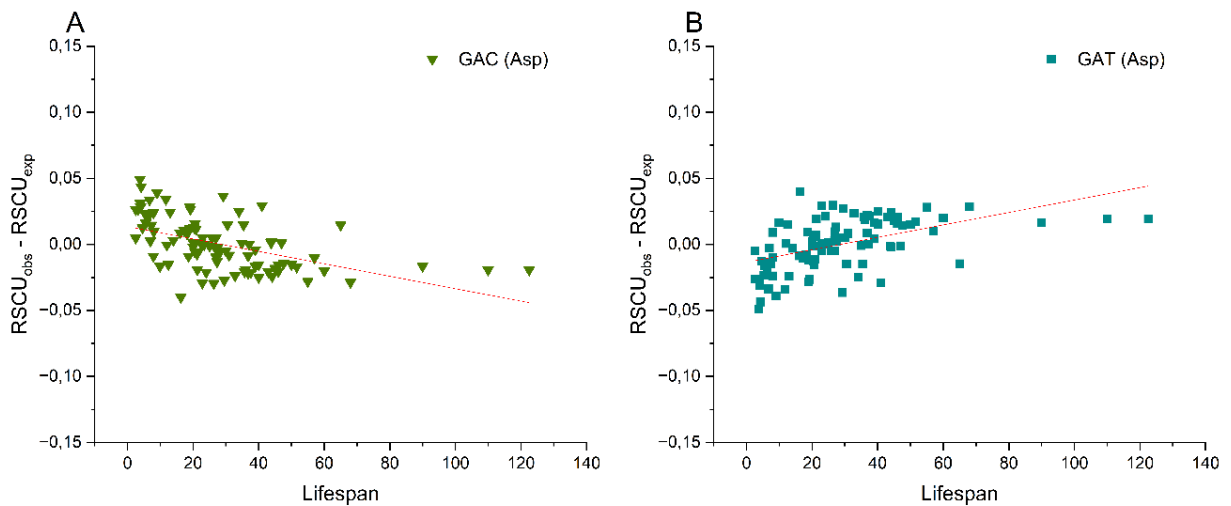 A
GAC (Asp)
0,15
0,10
0,05
0,00
−0,05
−0,10
−0,15
RSCUobs - RSCUexp
0 20 40 60 80 100 120 140
Lifespan
B
GAT (Asp)
0,15
0,10
0,05
0,00
−0,05
−0,10
−0,15
RSCUobs - RSCUexp
0 20 40 60 80 100 120 140
Lifespan